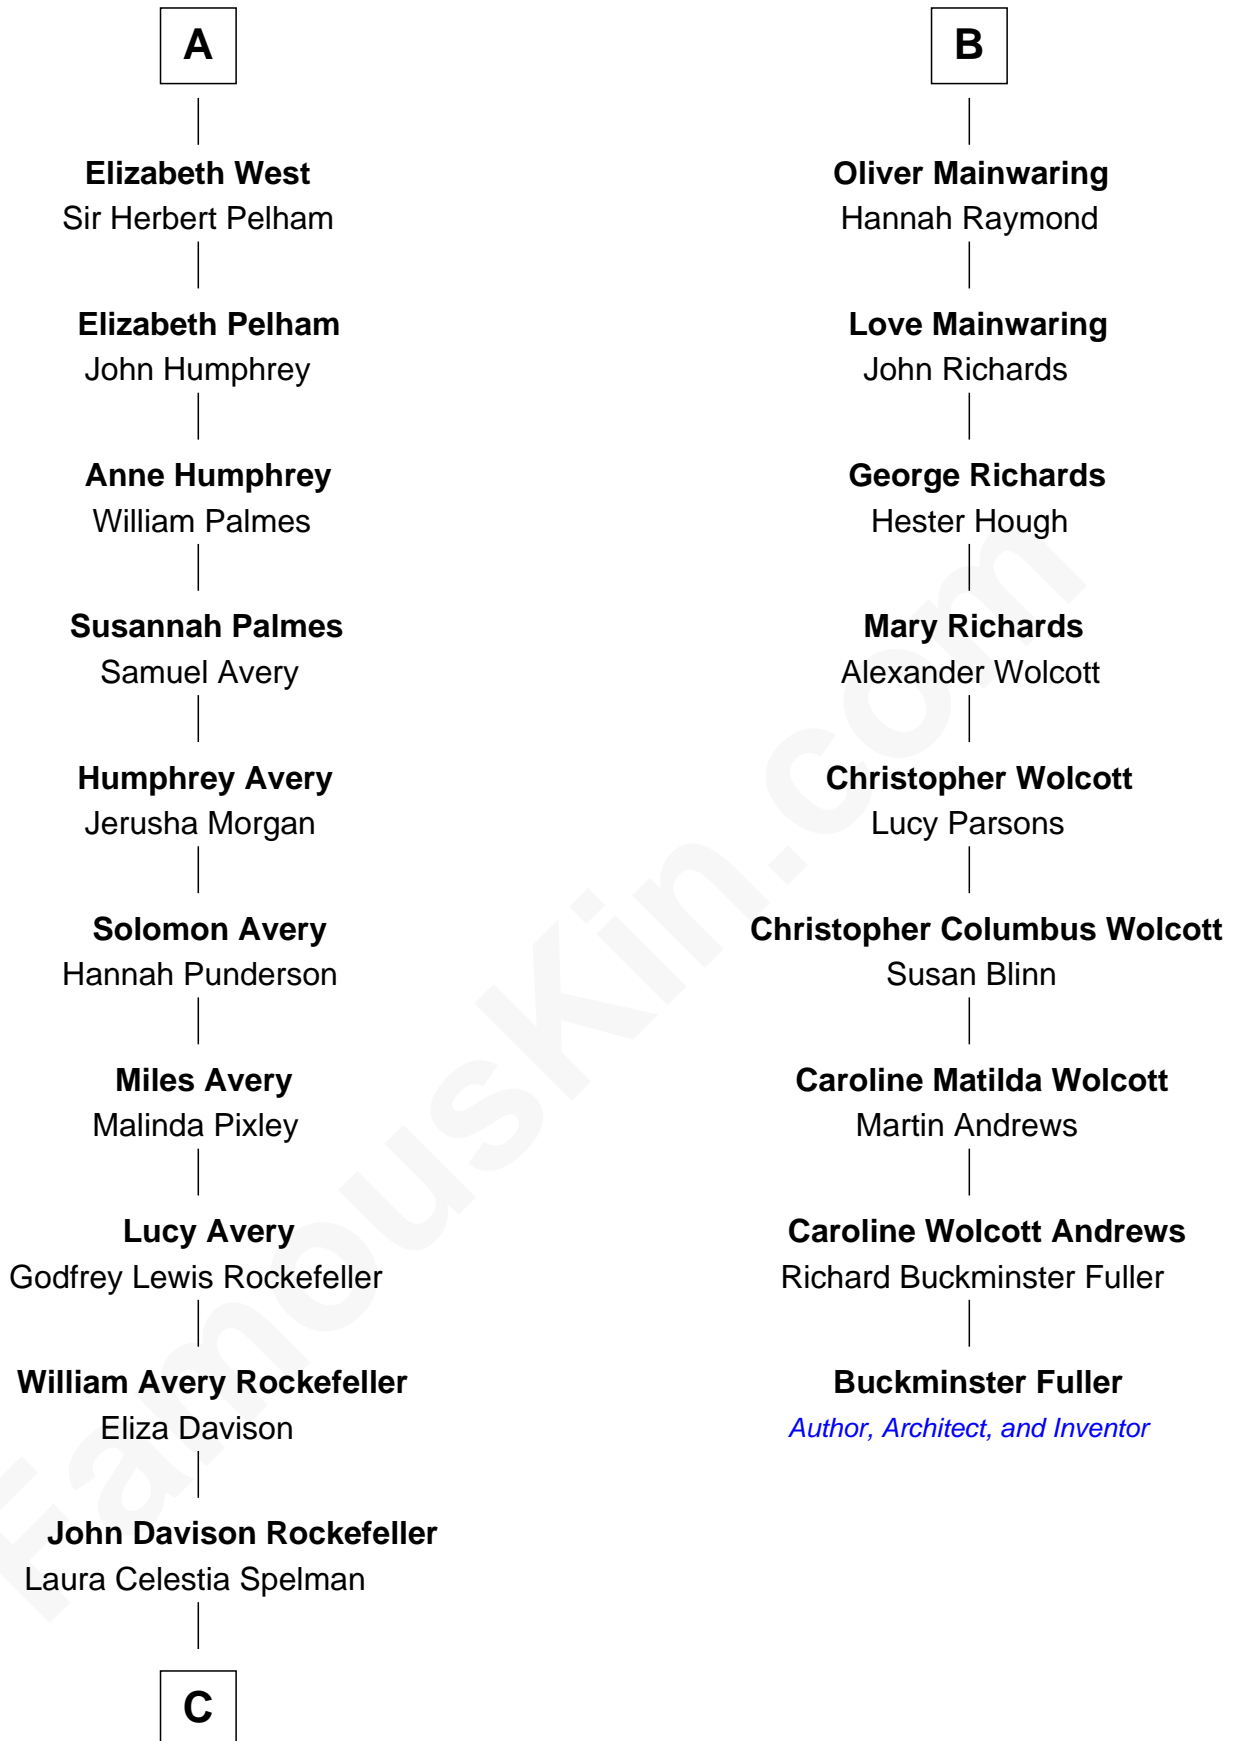 A
Elizabeth West
Sir Herbert Pelham
Elizabeth Pelham
John Humphrey
Anne Humphrey
William Palmes
Susannah Palmes
Samuel Avery
Humphrey Avery
Jerusha Morgan
Solomon Avery
Hannah Punderson
Miles Avery
Malinda Pixley
Lucy Avery
Godfrey Lewis Rockefeller
William Avery Rockefeller
Eliza Davison
John Davison Rockefeller
Laura Celestia Spelman
C
B
Oliver Mainwaring
Hannah Raymond
Love Mainwaring
John Richards
George Richards
Hester Hough
Mary Richards
Alexander Wolcott
Christopher Wolcott
Lucy Parsons
Christopher Columbus Wolcott
Susan Blinn
Caroline Matilda Wolcott
Martin Andrews
Caroline Wolcott Andrews
Richard Buckminster Fuller
Buckminster Fuller
Author, Architect, and Inventor
FamousKin.com